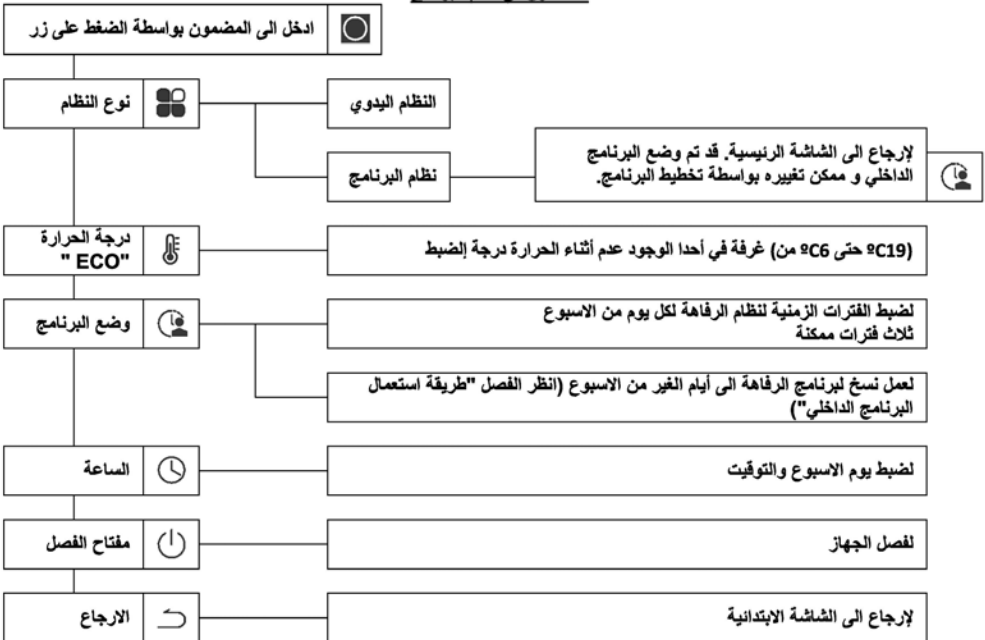 ادخل الى المضمون بواسطة الضغط على زر
نوع النظام
النظام اليدوي
نظام البرنامج
لإرجاع الى الشاشة الرئيسية. قد تم وضع البرنامج
الداخلي و ممكن تغييره بواسطة تخطيط البرنامج.
درجة الحرارة
"ECO "
(19Cº حتى 6Cº من) غرفة في أحدا الوجود عدم أثناء الحرارة درجة إلضبط
وضع البرنامج
لضبط الفترات الزمنية لنظام الرفاهة لكل يوم من الاسبوع
ثلاث فترات ممكنة
لعمل نسخ لبرنامج الرفاهة الى أيام الغير من الاسبوع (انظر الفصل "طريقة استعمال
البرنامج الداخلي")
الساعة
لضبط يوم الاسبوع والتوقيت
مفتاح الفصل
لفصل الجهاز
الارجاع
لإرجاع الى الشاشة الابتدائية